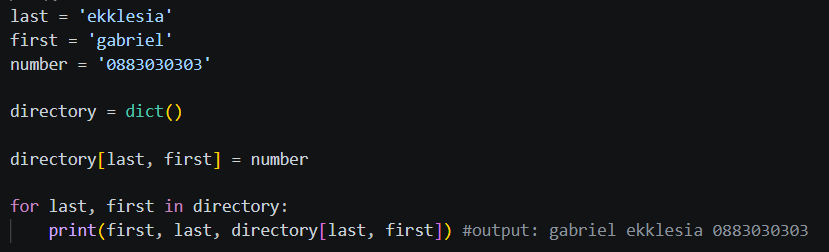 last = 'ekklesia'
first = 'gabriel'
number = '0883030303'

directory = dict()

directory[last, first] = number

for last, first in directory:
    print(first, last, directory[last, first]) #output: gabriel ekklesia 0883030303